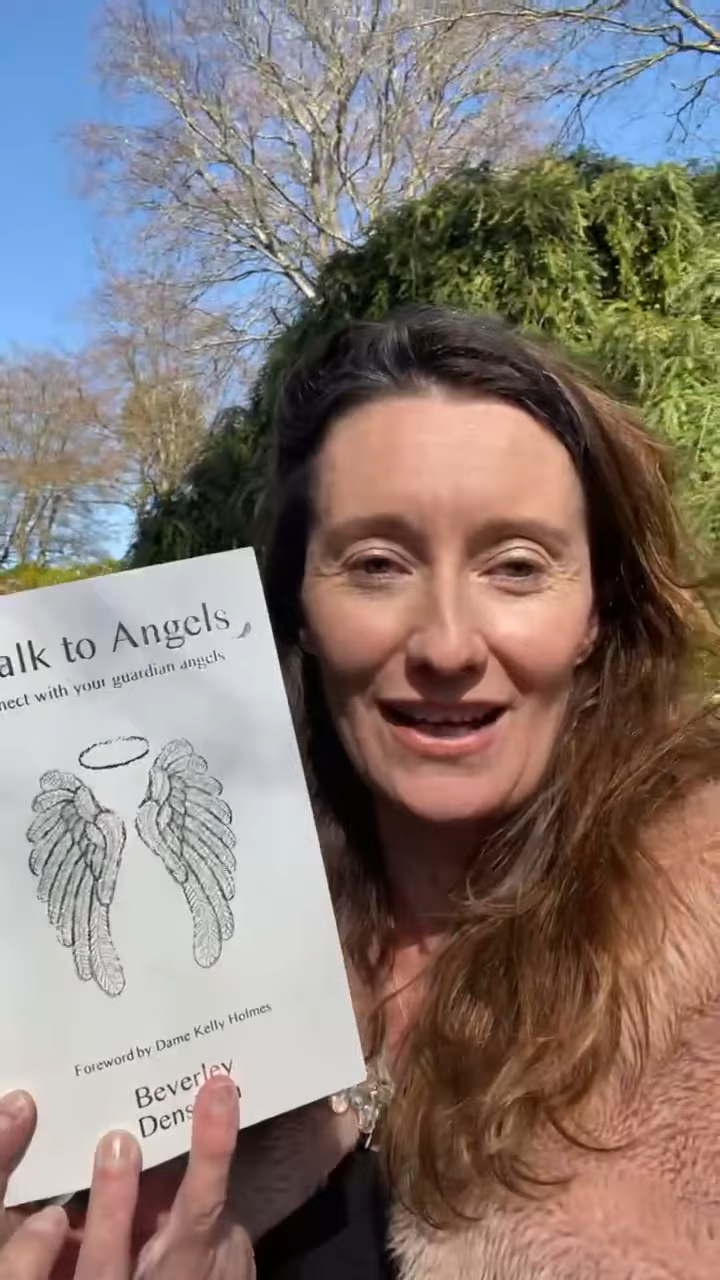 alk to Angels
nect with your guardian angels
Foreword by Dame Kelly Holmes
Beverley
Dens